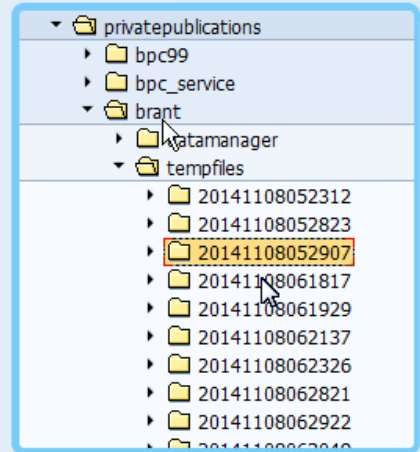 privatepublications
bpc99
bpc_service
brant
datamanager
tempfiles
20141108052312
20141108052823
20141108052907
20141108061817
20141108061929
20141108062137
20141108062326
20141108062821
20141108062922